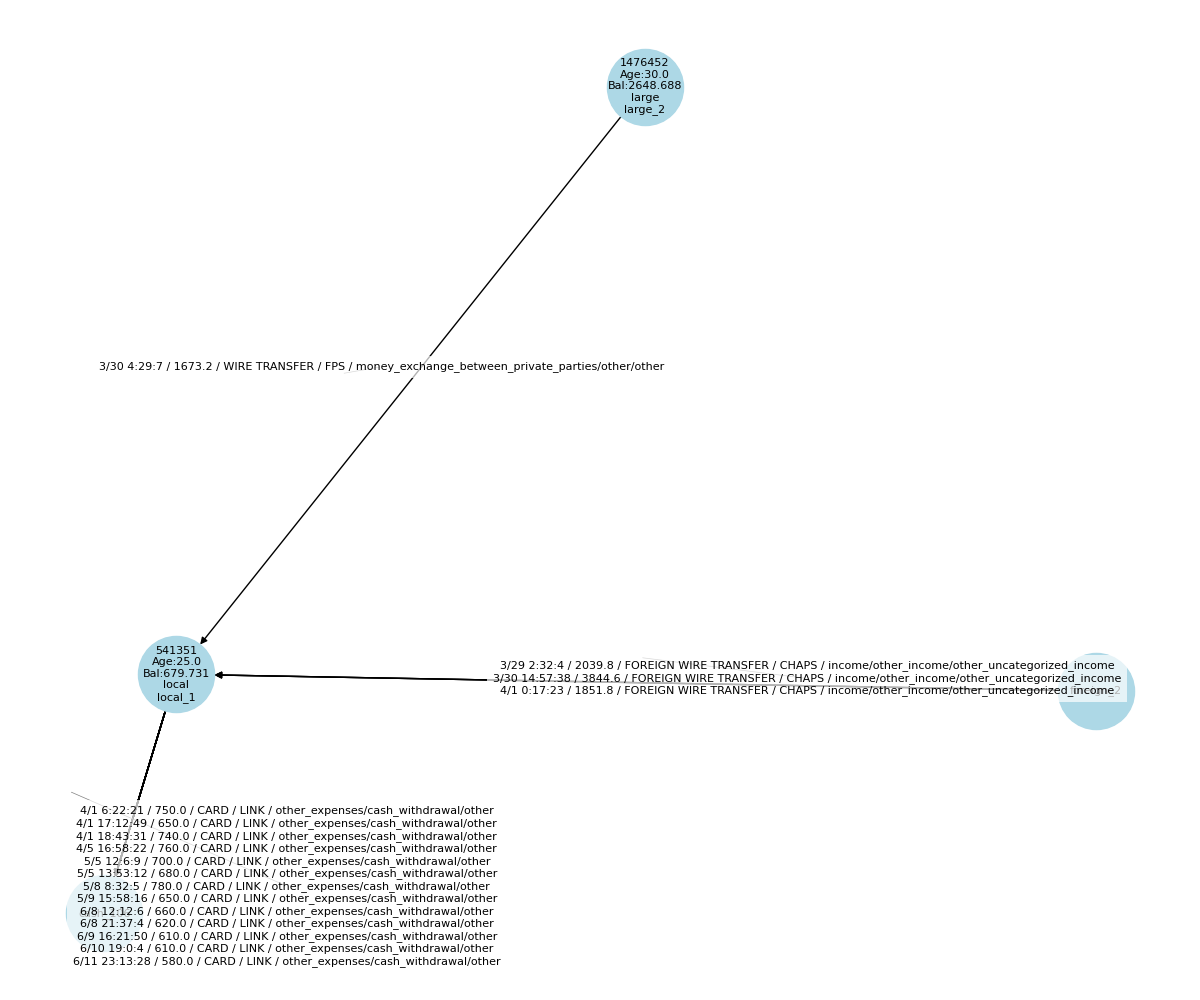 1476452
Age:30.0
Bal:2648.688
large
large_2
3/30 4:29:7 / 1673.2 / WIRE TRANSFER / FPS / money_exchange_between_private_parties/other/other
541351
Age:25.0
Bal:679.731
local
local_1
3/29 2:32:4 / 2039.8 / FOREIGN WIRE TRANSFER / CHAPS / income/other_income/other_uncategorized_income
3/30 14:57:38 / 3844.6 / FOREIGN WIRE TRANSFER / CHAPS / income/other_income/other_uncategorized_income
4/1 0:17:23 / 1851.8 / FOREIGN WIRE TRANSFER / CHAPS / income/other_income/other_uncategorized_income
4/1 6:22:21 / 750.0 / CARD / LINK / other_expenses/cash_withdrawal/other
4/1 17:12:49 / 650.0 / CARD / LINK / other_expenses/cash_withdrawal/other
4/1 18:43:31 / 740.0 / CARD / LINK / other_expenses/cash_withdrawal/other
4/5 16:58:22 / 760.0 / CARD / LINK / other_expenses/cash_withdrawal/other
5/5 12:6:9 / 700.0 / CARD / LINK / other_expenses/cash_withdrawal/other
5/5 13:53:12 / 680.0 / CARD / LINK / other_expenses/cash_withdrawal/other
5/8 8:32:5 / 780.0 / CARD / LINK / other_expenses/cash_withdrawal/other
5/9 15:58:16 / 650.0 / CARD / LINK / other_expenses/cash_withdrawal/other
6/8 12:12:6 / 660.0 / CARD / LINK / other_expenses/cash_withdrawal/other
6/8 21:37:4 / 620.0 / CARD / LINK / other_expenses/cash_withdrawal/other
6/9 16:21:50 / 610.0 / CARD / LINK / other_expenses/cash_withdrawal/other
6/10 19:0:4 / 610.0 / CARD / LINK / other_expenses/cash_withdrawal/other
6/11 23:13:28 / 580.0 / CARD / LINK / other_expenses/cash_withdrawal/other